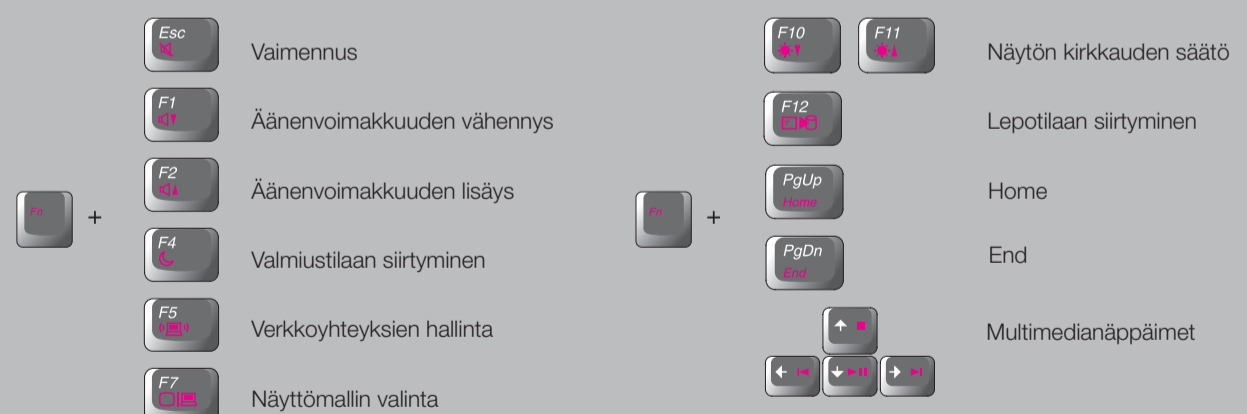 Esc
Vaimennus
F1
Äänenvoimakkuuden vähennys
F2
Äänenvoimakkuuden lisäys
Fn
+
F4
Valmiustilaan siirtyminen
F5
Verkkoyhteyksien hallinta
F7
Näyttömallin valinta
F10
F11
Näytön kirkkauden säätö
F12
Lepotilaan siirtyminen
Fn
+
PgUp
Home
Home
PgDn
End
End
Multimedianäppäimet